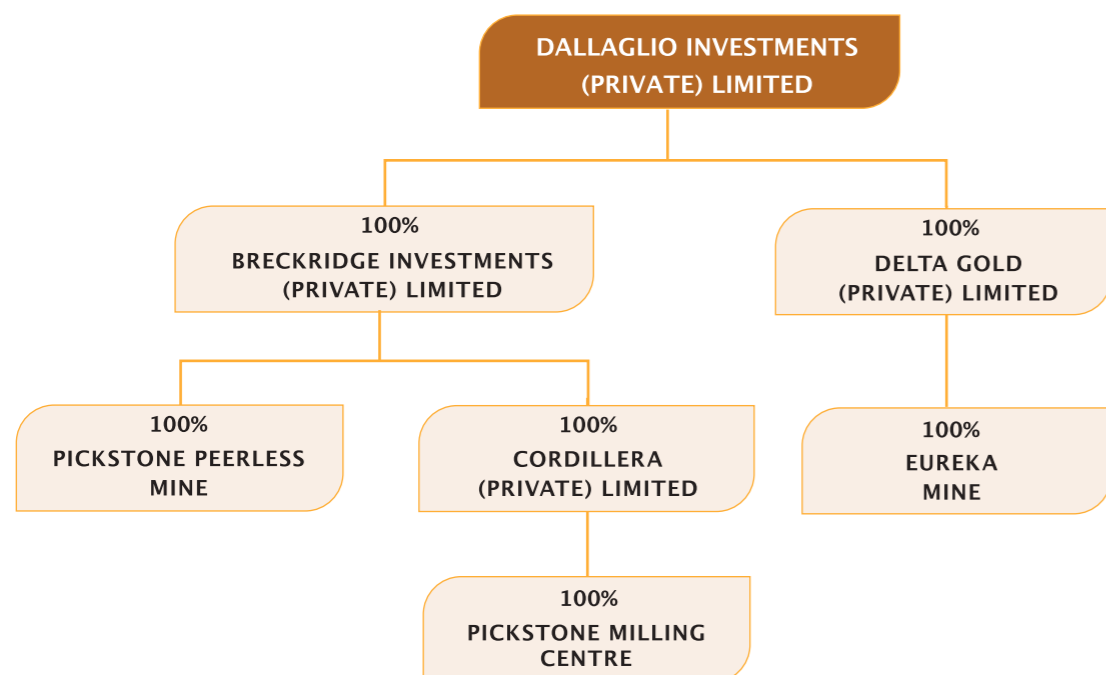 DALLAGLIO INVESTMENTS
(PRIVATE) LIMITED
100%
BRECKRIDGE INVESTMENTS
(PRIVATE) LIMITED
100%
DELTA GOLD
(PRIVATE) LIMITED
100%
PICKSTONE PEERLESS
MINE
100%
CORDILLERA
(PRIVATE) LIMITED
100%
EUREKA
MINE
100%
PICKSTONE MILLING
CENTRE